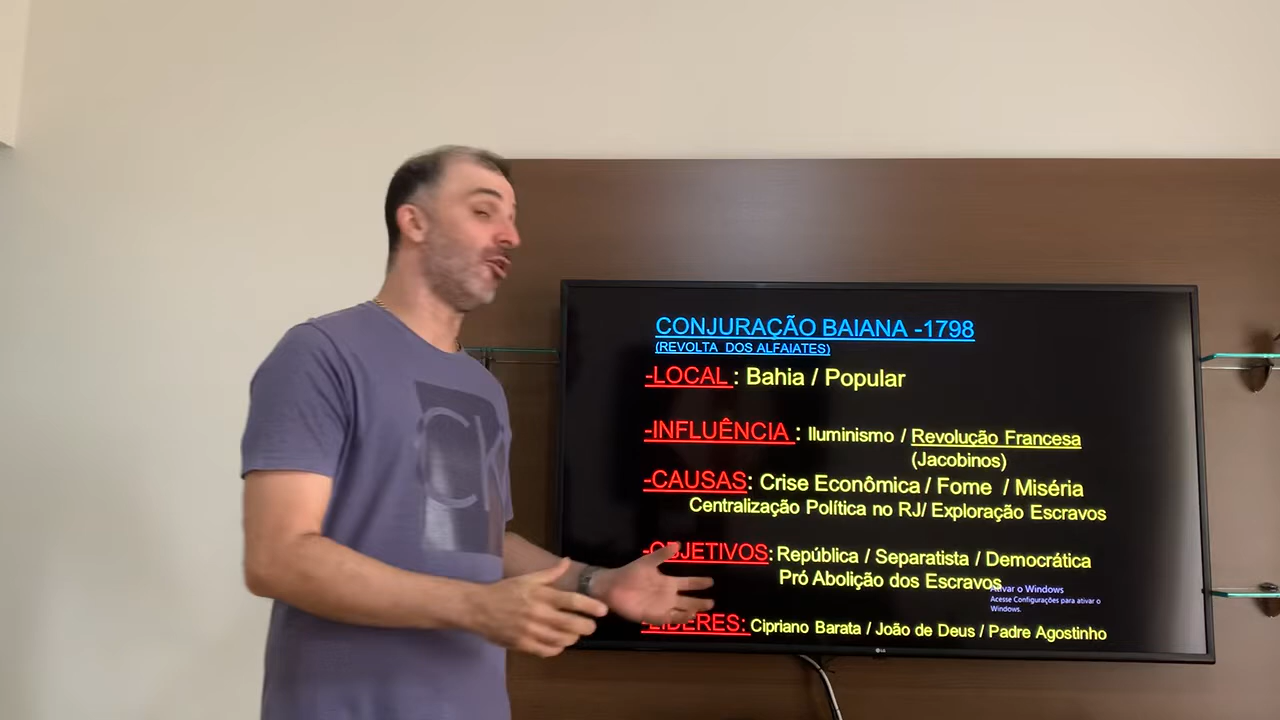 CONJURAÇÃO BAIANA -1798
(REVOLTA DOS ALFAIATES)
-LOCAL : Bahia / Popular
-INFLUÊNCIA : Iluminismo / Revolução Francesa
(Jacobinos)
-CAUSAS: Crise Econômica / Fome / Miséria
Centralização Política no RJ/ Exploração Escravos
-OBJETIVOS: República / Separatista / Democrática
Pró Abolição dos Escravos
Ativar o Windows
Acesse Configurações para ativar o
Windows.
-LÍDERES: Cipriano Barata / João de Deus / Padre Agostinho
LG
CK